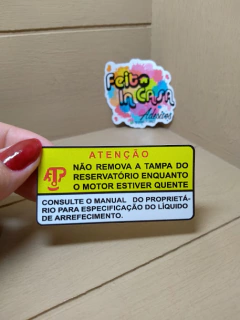 Feito
In Casa
Adesivos
ATENÇÃO
NÃO REMOVA A TAMPA DO
RESERVATÓRIO ENQUANTO
O MOTOR ESTIVER QUENTE
CONSULTE O MANUAL DO PROPRIETÁ-
RIO PARA ESPECIFICAÇÃO DO LÍQUIDO
DE ARREFECIMENTO.